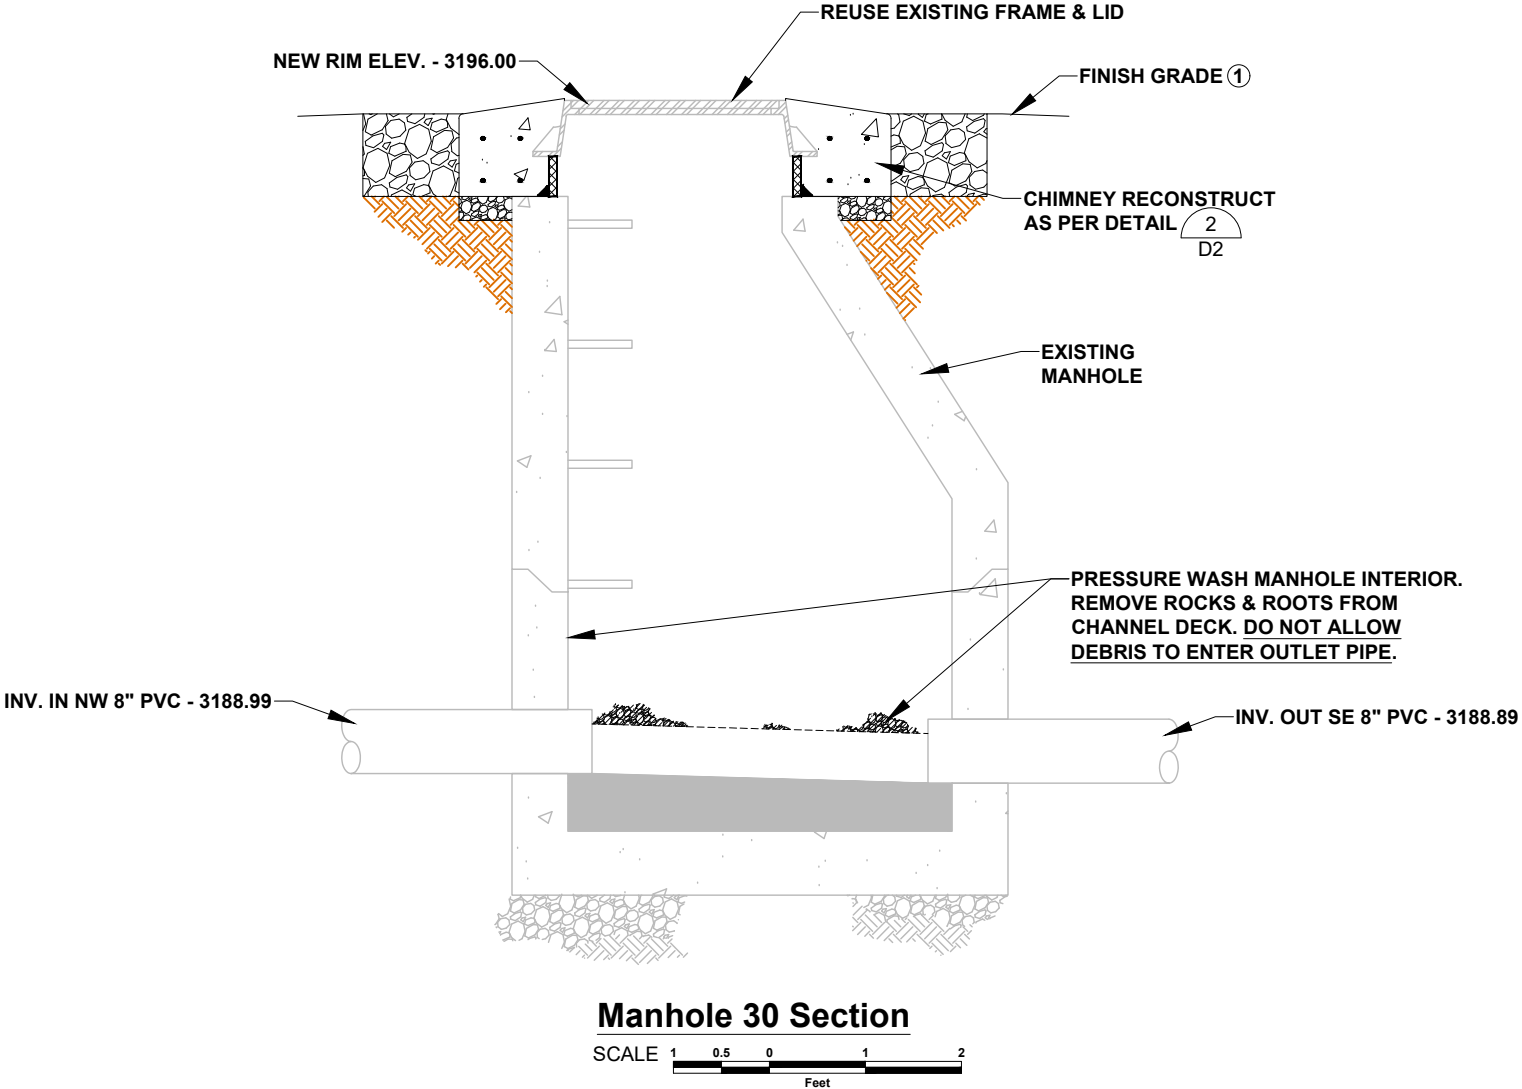 REUSE EXISTING FRAME & LID
NEW RIM ELEV. - 3196.00
FINISH GRADE 1
CHIMNEY RECONSTRUCT
AS PER DETAIL 2
D2
EXISTING
MANHOLE
PRESSURE WASH MANHOLE INTERIOR.
REMOVE ROCKS & ROOTS FROM
CHANNEL DECK. DO NOT ALLOW
DEBRIS TO ENTER OUTLET PIPE.
INV. IN NW 8" PVC - 3188.99
INV. OUT SE 8" PVC - 3188.89
Manhole 30 Section
SCALE 1 0.5 0 1 2
Feet